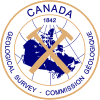 CANADA
1842
GEOLOGICAL SURVEY - COMMISSION GÉOLOGIQUE